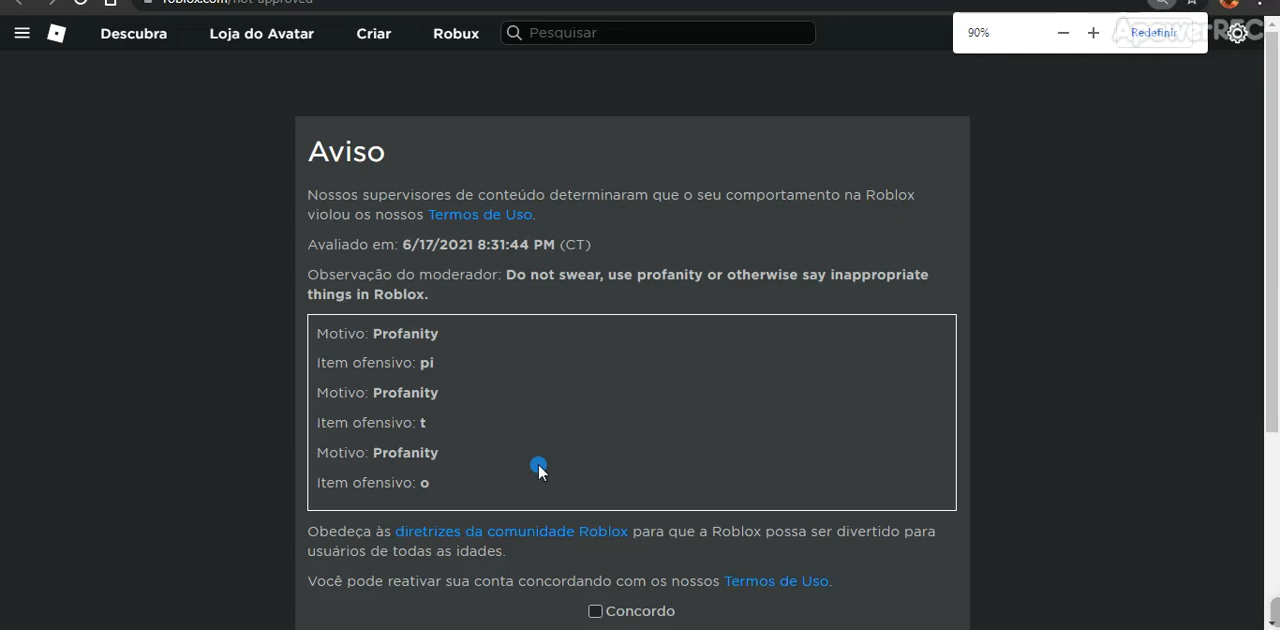 roblox.com/not-approved
Descubra
Loja do Avatar
Criar
Robux
Pesquisar
90%
Redefinir
ApowerREC
Aviso
Nossos supervisores de conteúdo determinaram que o seu comportamento na Roblox
violou os nossos Termos de Uso.
Avaliado em: 6/17/2021 8:31:44 PM (CT)
Observação do moderador: Do not swear, use profanity or otherwise say inappropriate
things in Roblox.
Motivo: Profanity
Item ofensivo: pi
Motivo: Profanity
Item ofensivo: t
Motivo: Profanity
Item ofensivo: o
Obedeça às diretrizes da comunidade Roblox para que a Roblox possa ser divertido para
usuários de todas as idades.
Você pode reativar sua conta concordando com os nossos Termos de Uso.
Concordo